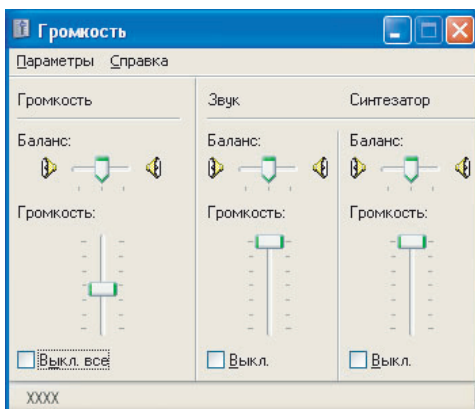 Громкость
Параметры Справка
Громкость Звук Синтезатор
Баланс: Баланс: Баланс:
Громкость: Громкость: Громкость:
Выкл. все Выкл. Выкл.
XXXX